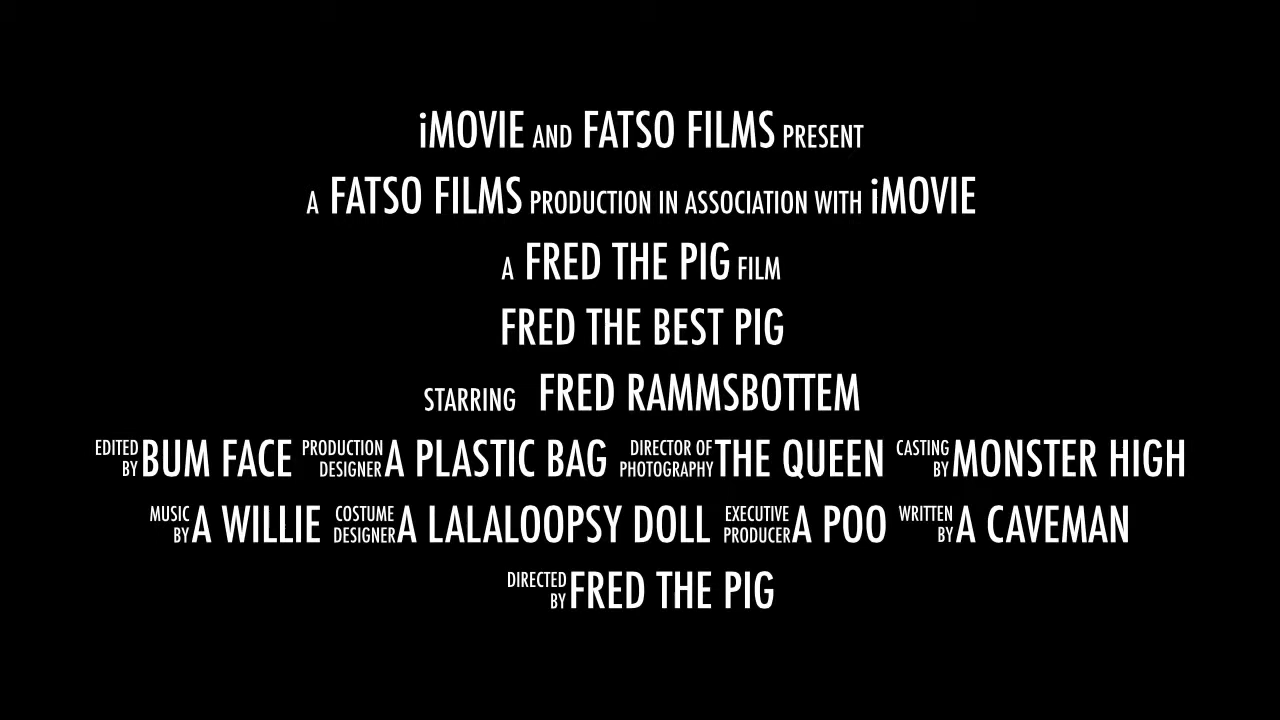 iMOVIE AND FATSO FILMS PRESENT
A FATSO FILMS PRODUCTION IN ASSOCIATION WITH iMOVIE
A FRED THE PIG FILM
FRED THE BEST PIG
STARRING FRED RAMMSBOTTEM
EDITED BY BUM FACE PRODUCTION DESIGNER A PLASTIC BAG DIRECTOR OF PHOTOGRAPHY THE QUEEN CASTING BY MONSTER HIGH
MUSIC BY A WILLIE COSTUME DESIGNER A LALALOOPSY DOLL EXECUTIVE PRODUCER A POO WRITTEN BY A CAVEMAN
DIRECTED BY FRED THE PIG